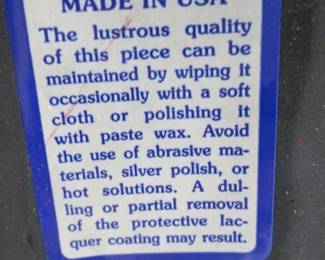 MADE IN USA
The lustrous quality
of this piece can be
maintained by wiping it
occasionally with a soft
cloth or polishing it
with paste wax. Avoid
the use of abrasive ma-
terials, silver polish, or
hot solutions. A dul-
ling or partial removal
of the protective lac-
quer coating may result.